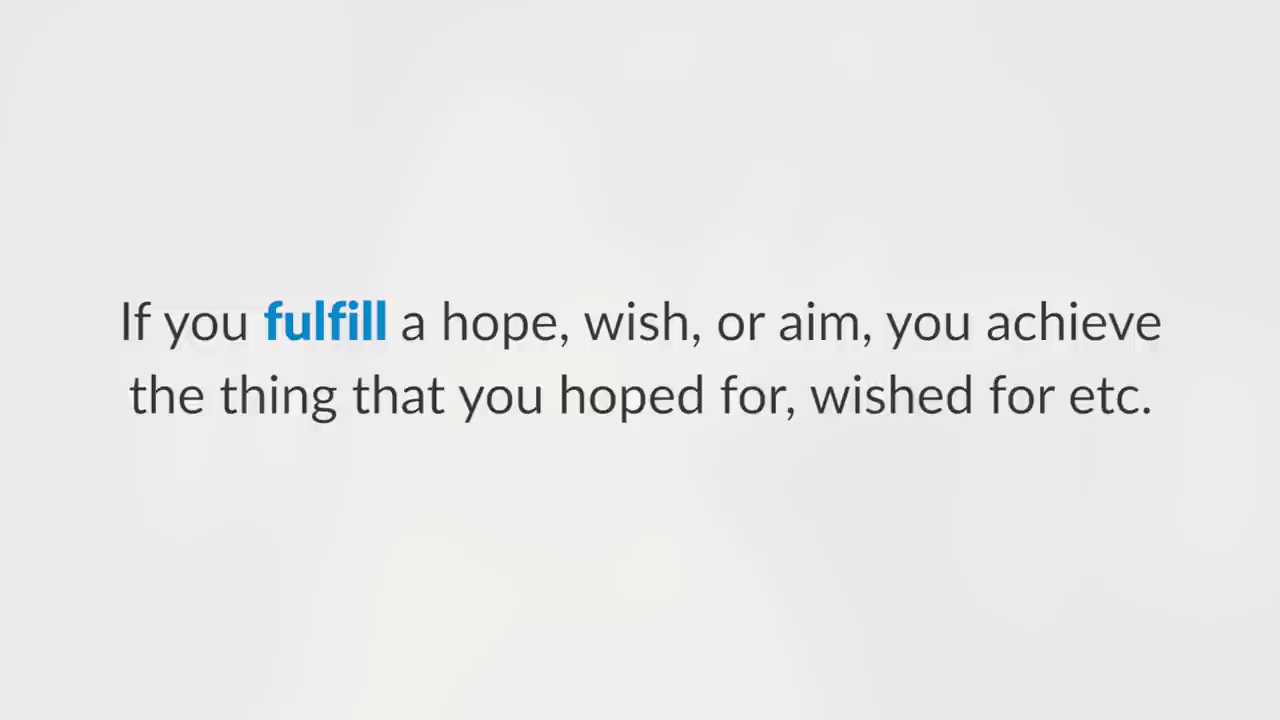 If you fulfill a hope, wish, or aim, you achieve
the thing that you hoped for, wished for etc.